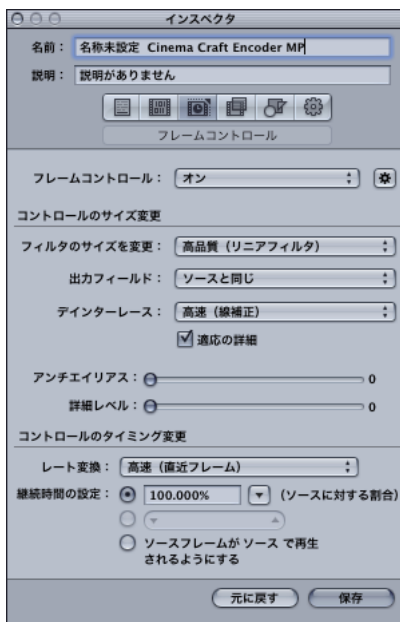 インスペクタ
名前： 名称未設定 Cinema Craft Encoder MP
説明： 説明がありません
フレームコントロール
フレームコントロール： オン
コントロールのサイズ変更
フィルタのサイズを変更： 高品質（リニアフィルタ）
出力フィールド： ソースと同じ
デインターレース： 高速（線補正）
適応の詳細
アンチエイリアス： 0
詳細レベル： 0
コントロールのタイミング変更
レート変換： 高速（直近フレーム）
継続時間の設定： 100.000% （ソースに対する割合）
ソースフレームが ソース で再生
されるようにする
元に戻す 保存